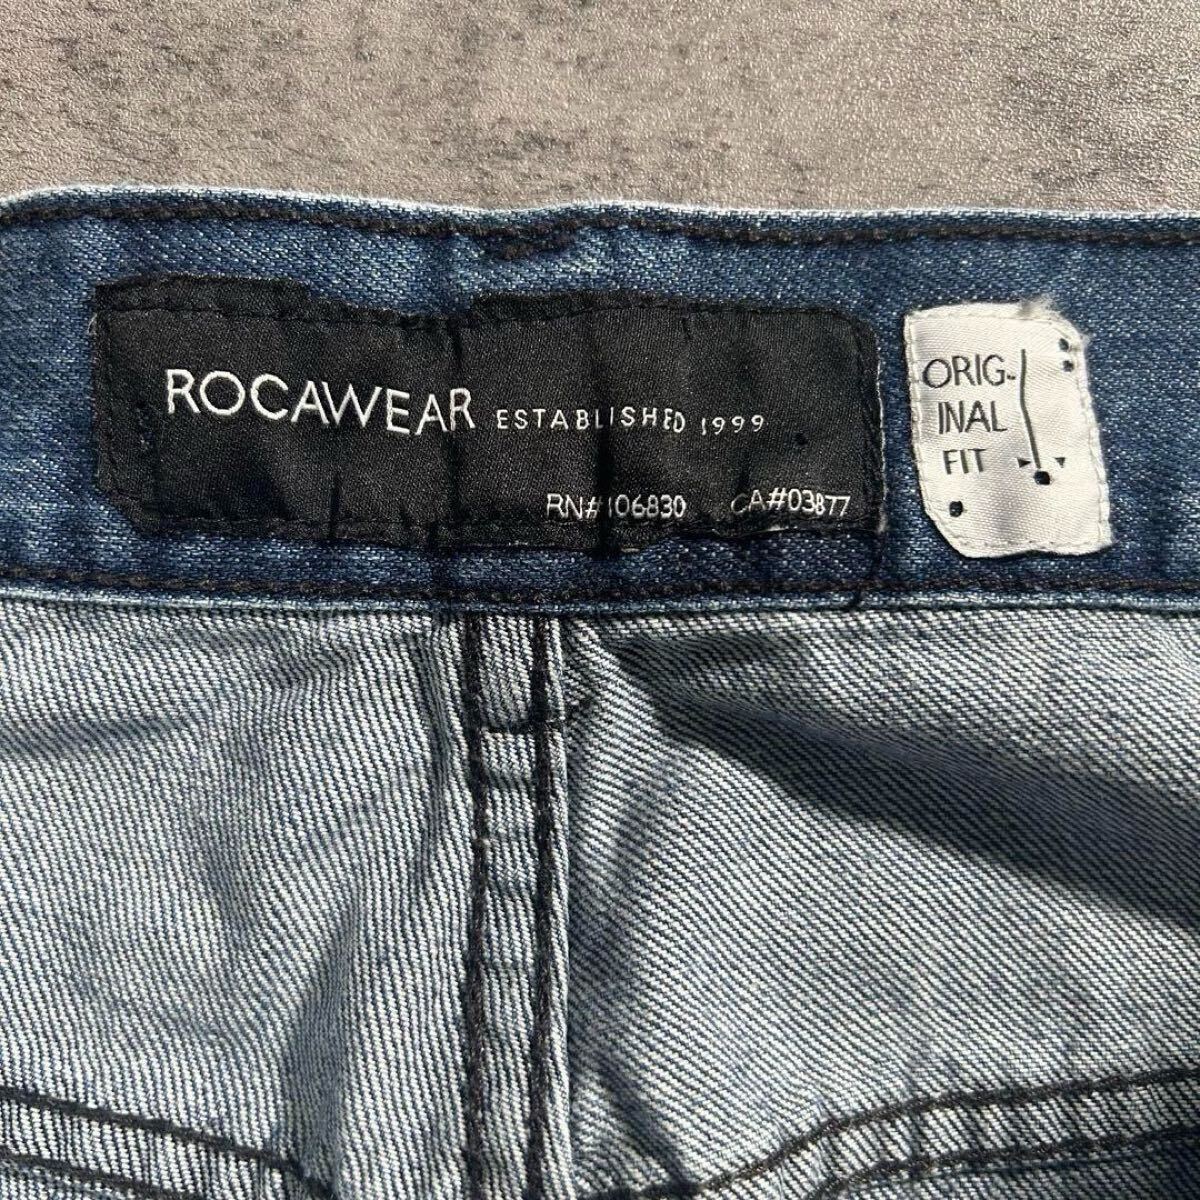 ROCAWEAR ESTABLISHED 1999
RN#106830 CA#03877
ORIG-
INAL
FIT